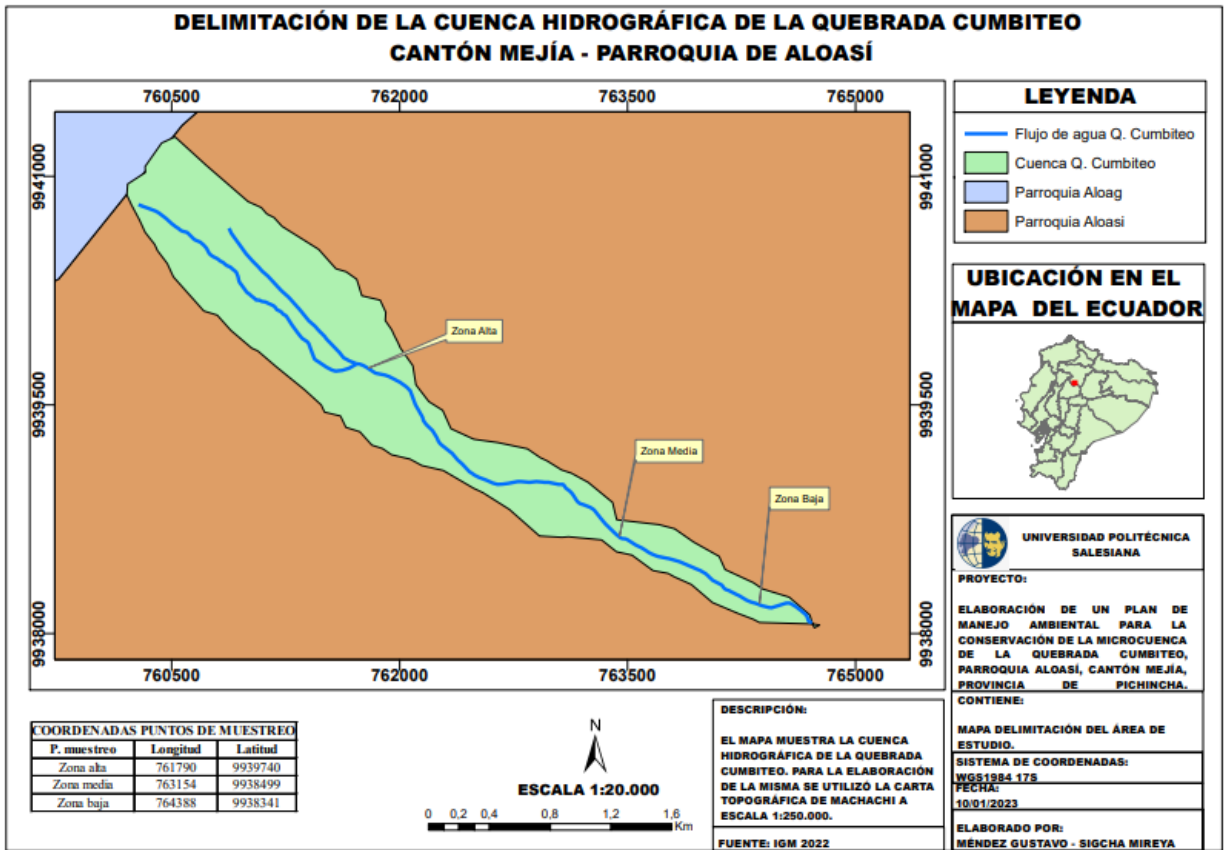 DELIMITACIÓN DE LA CUENCA HIDROGRÁFICA DE LA QUEBRADA CUMBITEO
CANTÓN MEJÍA - PARROQUIA DE ALOASÍ
760500 762000 763500 765000
9941000 9941000
9939500 9939500
9938000 9938000
Zona Alta
Zona Media
Zona Baja
760500 762000 763500 765000
LEYENDA
Flujo de agua Q. Cumbiteo
Cuenca Q. Cumbiteo
Parroquia Aloag
Parroquia Aloasi
UBICACIÓN EN EL
MAPA DEL ECUADOR
UNIVERSIDAD POLITÉCNICA
SALESIANA
PROYECTO:
ELABORACIÓN DE UN PLAN DE
MANEJO AMBIENTAL PARA LA
CONSERVACIÓN DE LA MICROCUENCA
DE LA QUEBRADA CUMBITEO,
PARROQUIA ALOASÍ, CANTÓN MEJÍA,
PROVINCIA DE PICHINCHA.
CONTIENE:
MAPA DELIMITACIÓN DEL ÁREA DE
ESTUDIO.
SISTEMA DE COORDENADAS:
WGS1984 17S
FECHA:
10/01/2023
ELABORADO POR:
MÉNDEZ GUSTAVO - SIGCHA MIREYA
COORDENADAS PUNTOS DE MUESTREO
P. muestreo Longitud Latitud
Zona alta 761790 9939740
Zona media 763154 9938499
Zona baja 764388 9938341
N
ESCALA 1:20.000
0 0,2 0,4 0,8 1,2 1,6
Km
DESCRIPCIÓN:
EL MAPA MUESTRA LA CUENCA
HIDROGRÁFICA DE LA QUEBRADA
CUMBITEO. PARA LA ELABORACIÓN
DE LA MISMA SE UTILIZÓ LA CARTA
TOPOGRÁFICA DE MACHACHI A
ESCALA 1:250.000.
FUENTE: IGM 2022